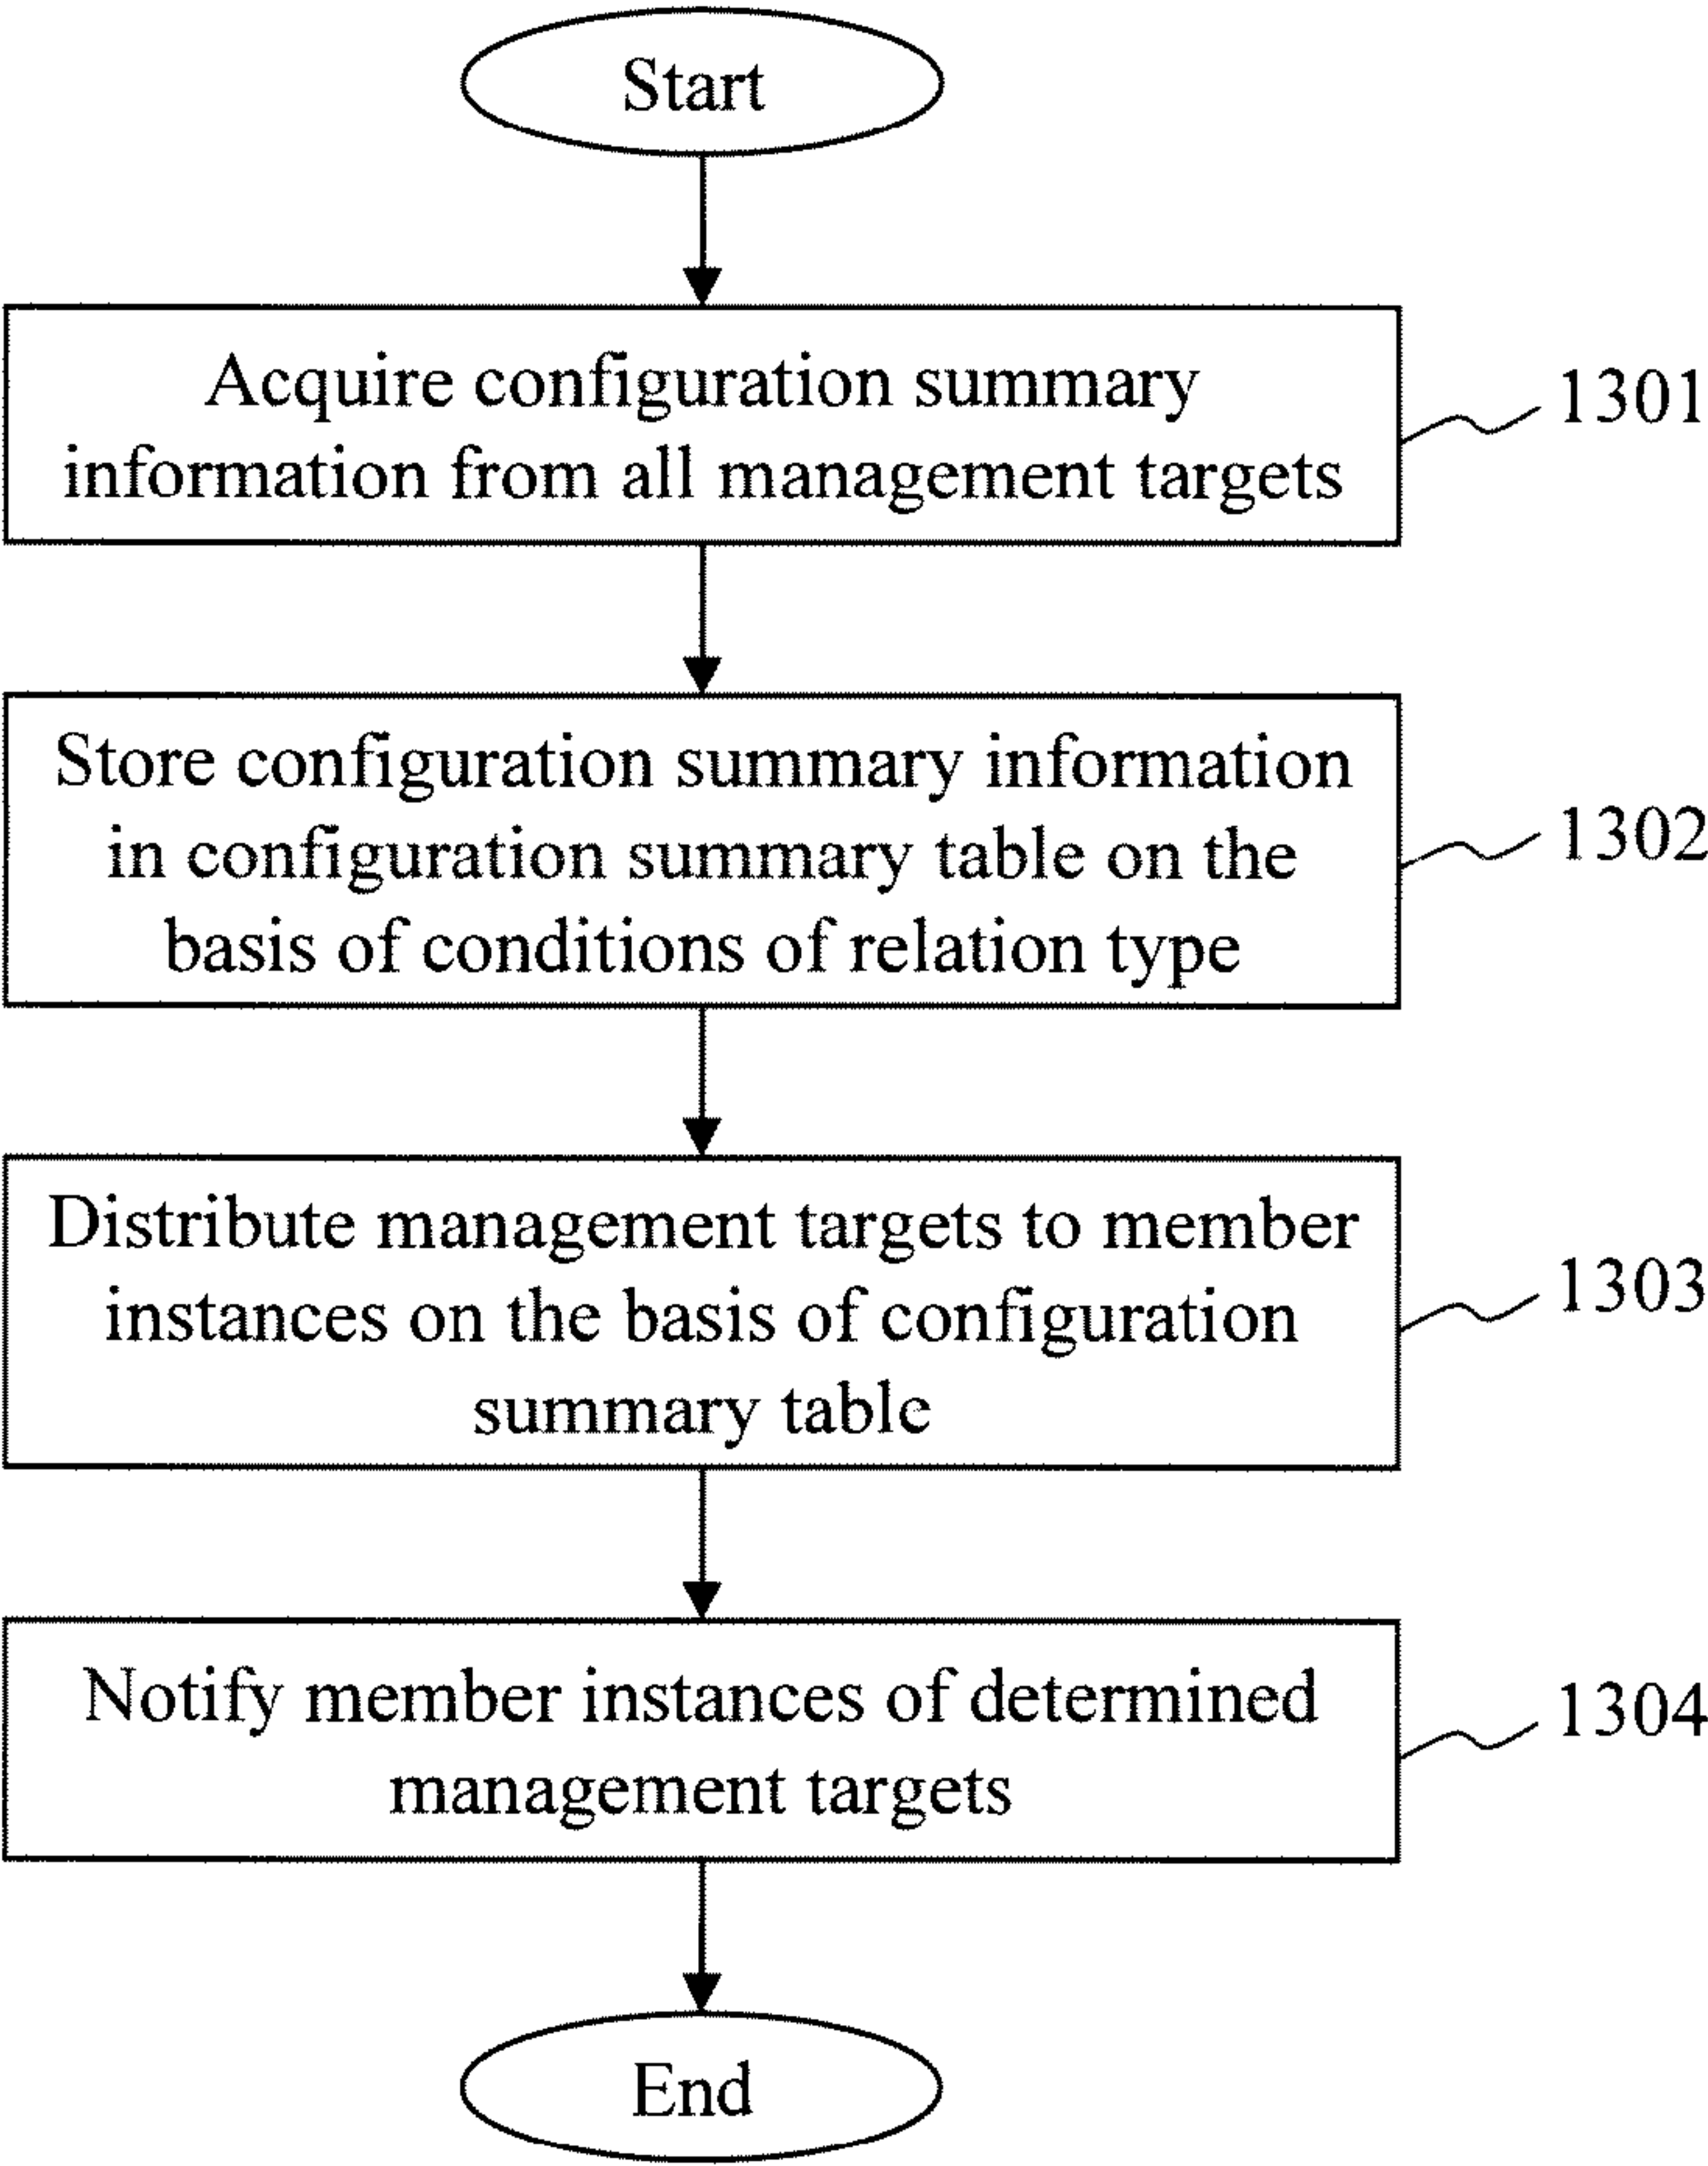 Start
Acquire configuration summary
information from all management targets
1301
Store configuration summary information
in configuration summary table on the
basis of conditions of relation type
1302
Distribute management targets to member
instances on the basis of configuration
summary table
1303
Notify member instances of determined
management targets
1304
End